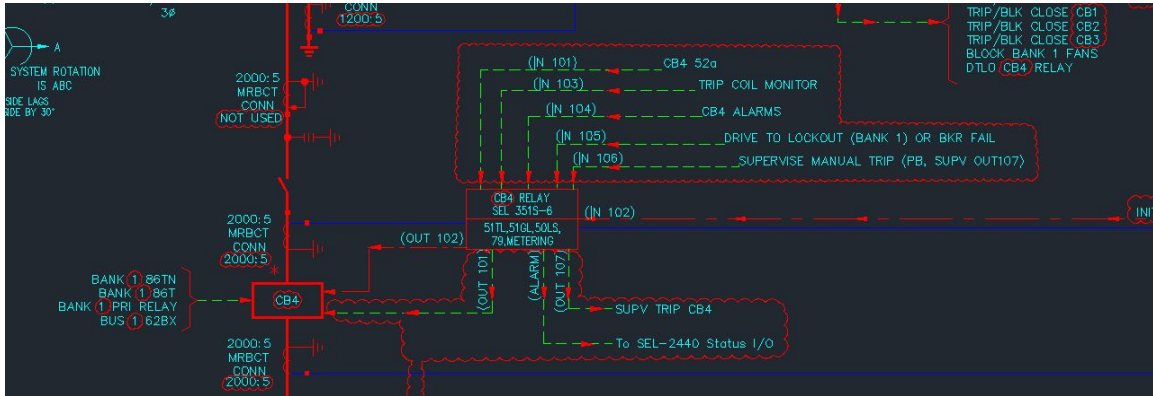 3ø
CONN
1200:5
A
SYSTEM ROTATION
IS ABC
SIDE LAGS
SIDE BY 30°
2000:5
MRBCT
CONN
NOT USED
TRIP/BLK CLOSE CB1
TRIP/BLK CLOSE CB2
TRIP/BLK CLOSE CB3
BLOCK BANK 1 FANS
DTLO CB4 RELAY
(IN 101)
CB4 52a
(IN 103)
TRIP COIL MONITOR
(IN 104)
CB4 ALARMS
(IN 105)
DRIVE TO LOCKOUT (BANK 1) OR BKR FAIL
(IN 106)
SUPERVISE MANUAL TRIP (PB, SUPV OUT107)
CB4 RELAY
SEL 351S-6
51TL,51GL,50LS,
79,METERING
(IN 102)
INI
2000:5
MRBCT
CONN
2000:5
*
(OUT 102)
(OUT 101)
(ALARM)
(OUT 107)
BANK 1 86TN
BANK 1 86T
BANK 1 PRI RELAY
BUS 1 62BX
CB4
SUPV TRIP CB4
To SEL-2440 Status I/O
2000:5
MRBCT
CONN
2000:5